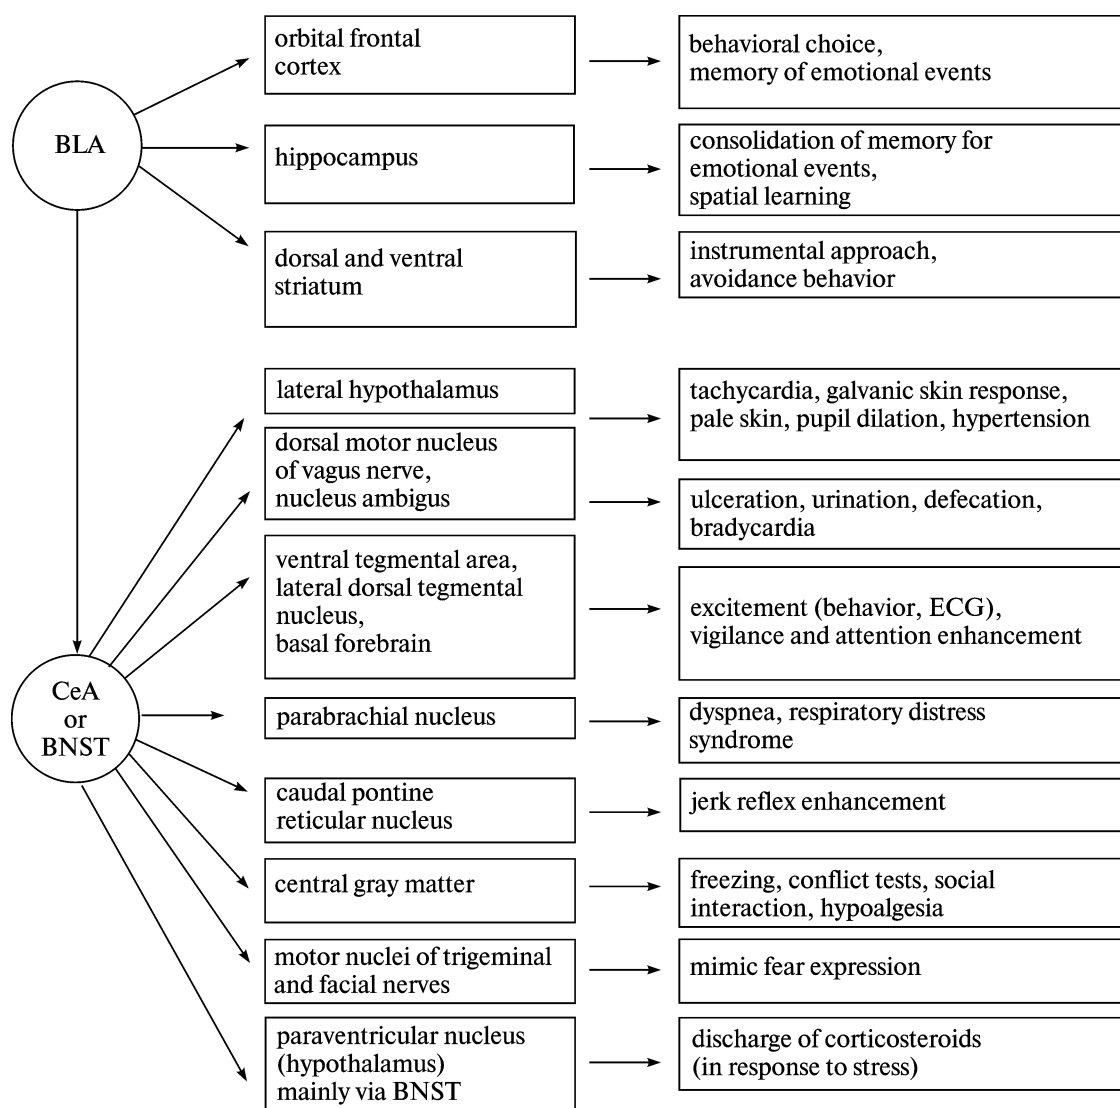 BLA
orbital frontal
cortex
behavioral choice,
memory of emotional events
hippocampus
consolidation of memory for
emotional events,
spatial learning
dorsal and ventral
striatum
instrumental approach,
avoidance behavior
CeA
or
BNST
lateral hypothalamus
tachycardia, galvanic skin response,
pale skin, pupil dilation, hypertension
dorsal motor nucleus
of vagus nerve,
nucleus ambigus
ulceration, urination, defecation,
bradycardia
ventral tegmental area,
lateral dorsal tegmental
nucleus,
basal forebrain
excitement (behavior, ECG),
vigilance and attention enhancement
parabrachial nucleus
dyspnea, respiratory distress
syndrome
caudal pontine
reticular nucleus
jerk reflex enhancement
central gray matter
freezing, conflict tests, social
interaction, hypoalgesia
motor nuclei of trigeminal
and facial nerves
mimic fear expression
paraventricular nucleus
(hypothalamus)
mainly via BNST
discharge of corticosteroids
(in response to stress)